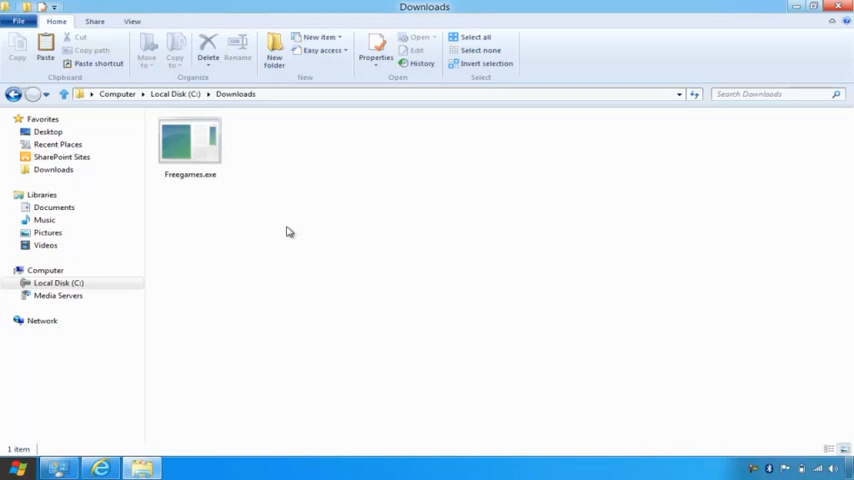 Downloads
File Home Share View
Copy
Paste
Cut
Copy path
Paste shortcut
Move to
Copy to
Delete
Rename
New folder
New item
Easy access
Properties
Open
Edit
History
Select all
Select none
Invert selection
Clipboard Organize New Open Select
Computer Local Disk (C:) Downloads
Search Downloads
Favorites
Desktop
Recent Places
SharePoint Sites
Downloads
Libraries
Documents
Music
Pictures
Videos
Computer
Local Disk (C:)
Media Servers
Network
Freegames.exe
1 item